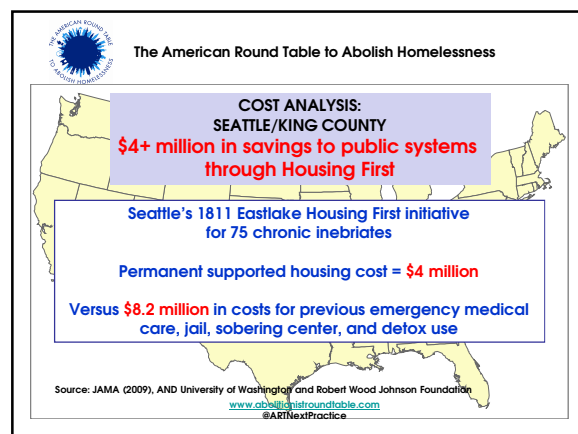 THE AMERICAN ROUND TABLE
TO ABOLISH HOMELESSNESS
The American Round Table to Abolish Homelessness
COST ANALYSIS:
SEATTLE/KING COUNTY
$4+ million in savings to public systems
through Housing First
Seattle's 1811 Eastlake Housing First initiative
for 75 chronic inebriates
Permanent supported housing cost = $4 million
Versus $8.2 million in costs for previous emergency medical
care, jail, sobering center, and detox use
Source: JAMA (2009), AND University of Washington and Robert Wood Johnson Foundation
www.abolitionistroundtable.com
@ARTNextPractice